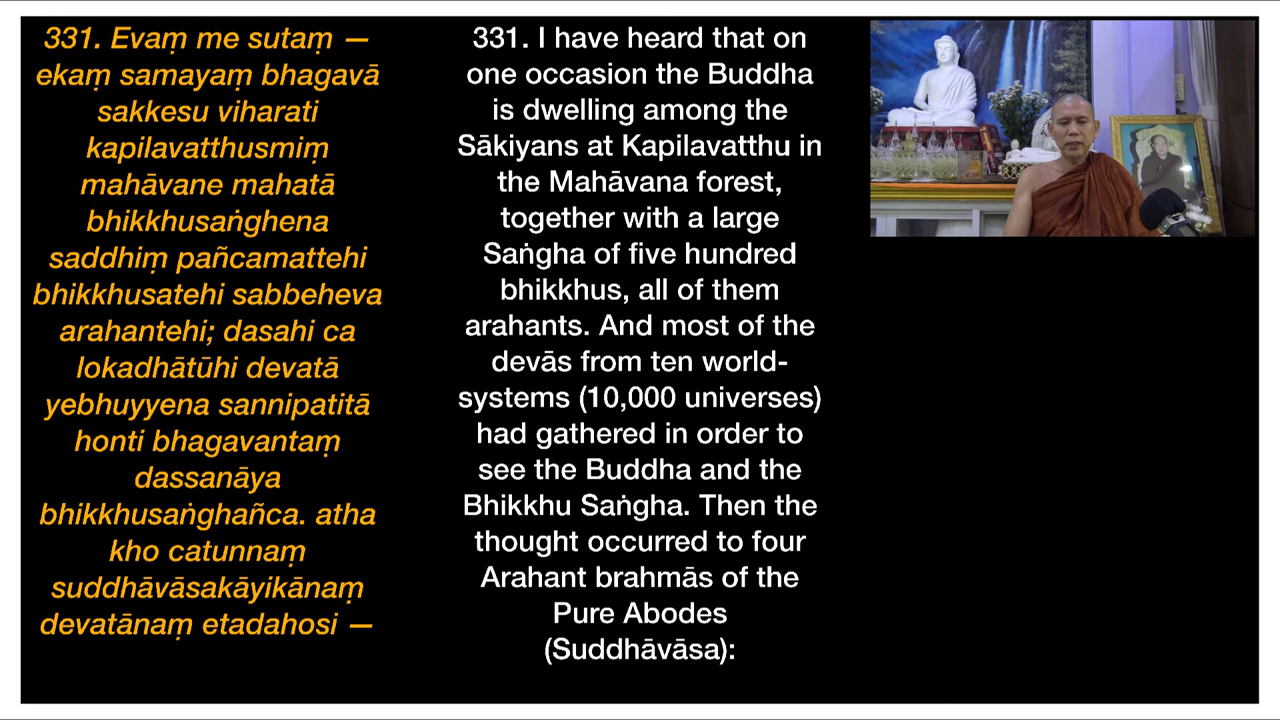 331. Evaṃ me sutaṃ —
ekaṃ samayaṃ bhagavā
sakkesu viharati
kapilavatthusmiṃ
mahāvane mahatā
bhikkhusaṅghena
saddhiṃ pañcamattehi
bhikkhusatehi sabbeheva
arahantehi; dasahi ca
lokadhātūhi devatā
yebhuyyena sannipatitā
honti bhagavantaṃ
dassanāya
bhikkhusaṅghañca. atha
kho catunnaṃ
suddhāvāsakāyikānaṃ
devatānaṃ etadahosi —
331. I have heard that on
one occasion the Buddha
is dwelling among the
Sākiyans at Kapilavatthu in
the Mahāvana forest,
together with a large
Saṅgha of five hundred
bhikkhus, all of them
arahants. And most of the
devās from ten world-
systems (10,000 universes)
had gathered in order to
see the Buddha and the
Bhikkhu Saṅgha. Then the
thought occurred to four
Arahant brahmās of the
Pure Abodes
(Suddhāvāsa):